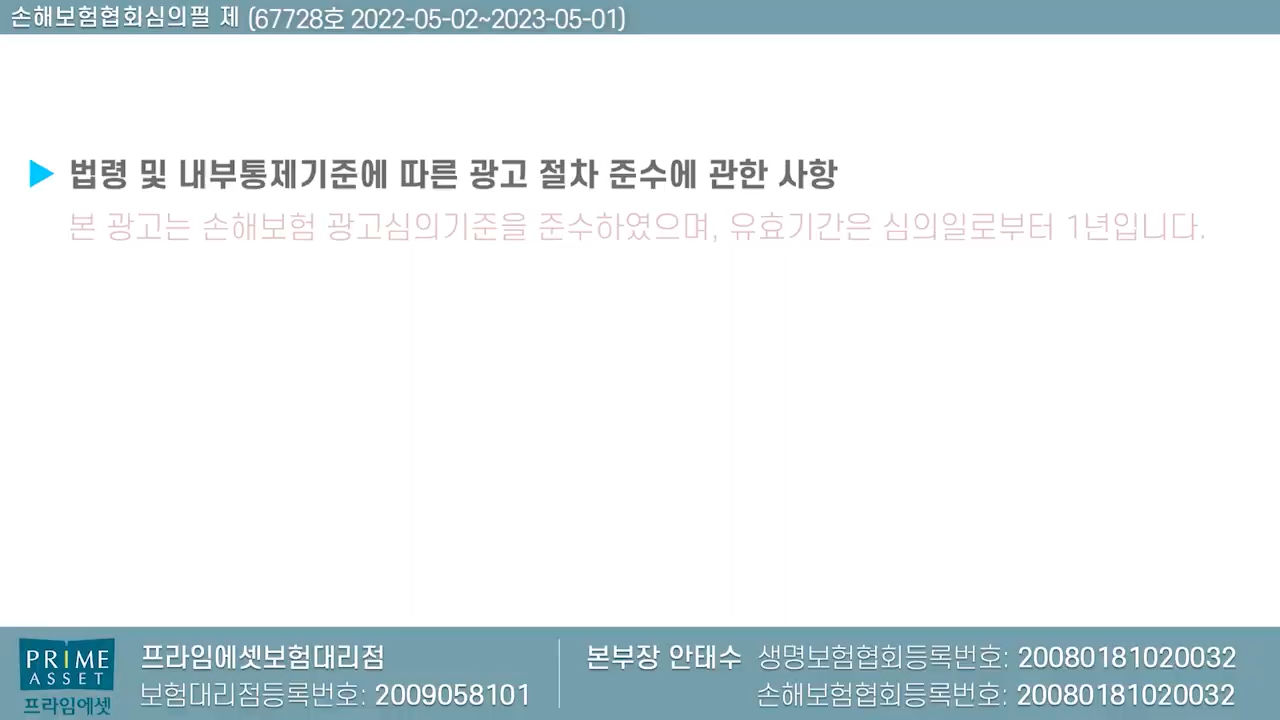 손해보험협회심의필 제 (67728호 2022-05-02~2023-05-01)
▶ 법령 및 내부통제기준에 따른 광고 절차 준수에 관한 사항
본 광고는 손해보험 광고심의기준을 준수하였으며, 유효기간은 심의일로부터 1년입니다.
PRIME
ASSET
프라임에셋
프라임에셋보험대리점
보험대리점등록번호: 2009058101
본부장 안태수 생명보험협회등록번호: 20080181020032
손해보험협회등록번호: 20080181020032